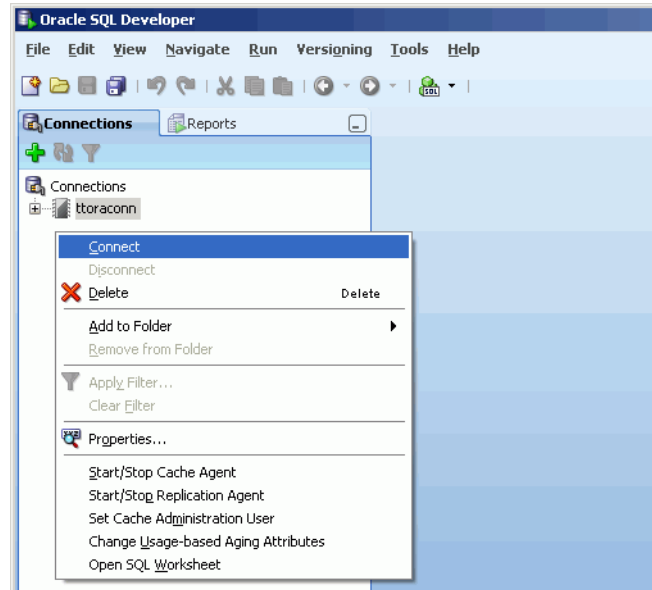 Oracle SQL Developer
File Edit View Navigate Run Versioning Tools Help
SQL
Connections Reports
Connections
ttoraconn
Connect
Disconnect
Delete Delete
Add to Folder
Remove from Folder
Apply Filter...
Clear Filter
Properties...
Start/Stop Cache Agent
Start/Stop Replication Agent
Set Cache Administration User
Change Usage-based Aging Attributes
Open SQL Worksheet